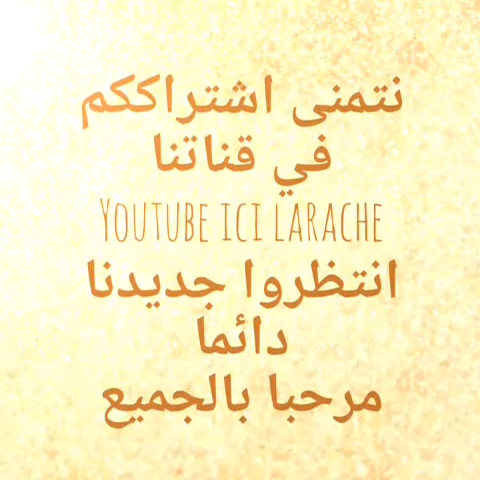 نتمنى اشتراككم
في قناتنا
YOUTUBE ICI LARACHE
انتظروا جديدنا
دائما
مرحبا بالجميع